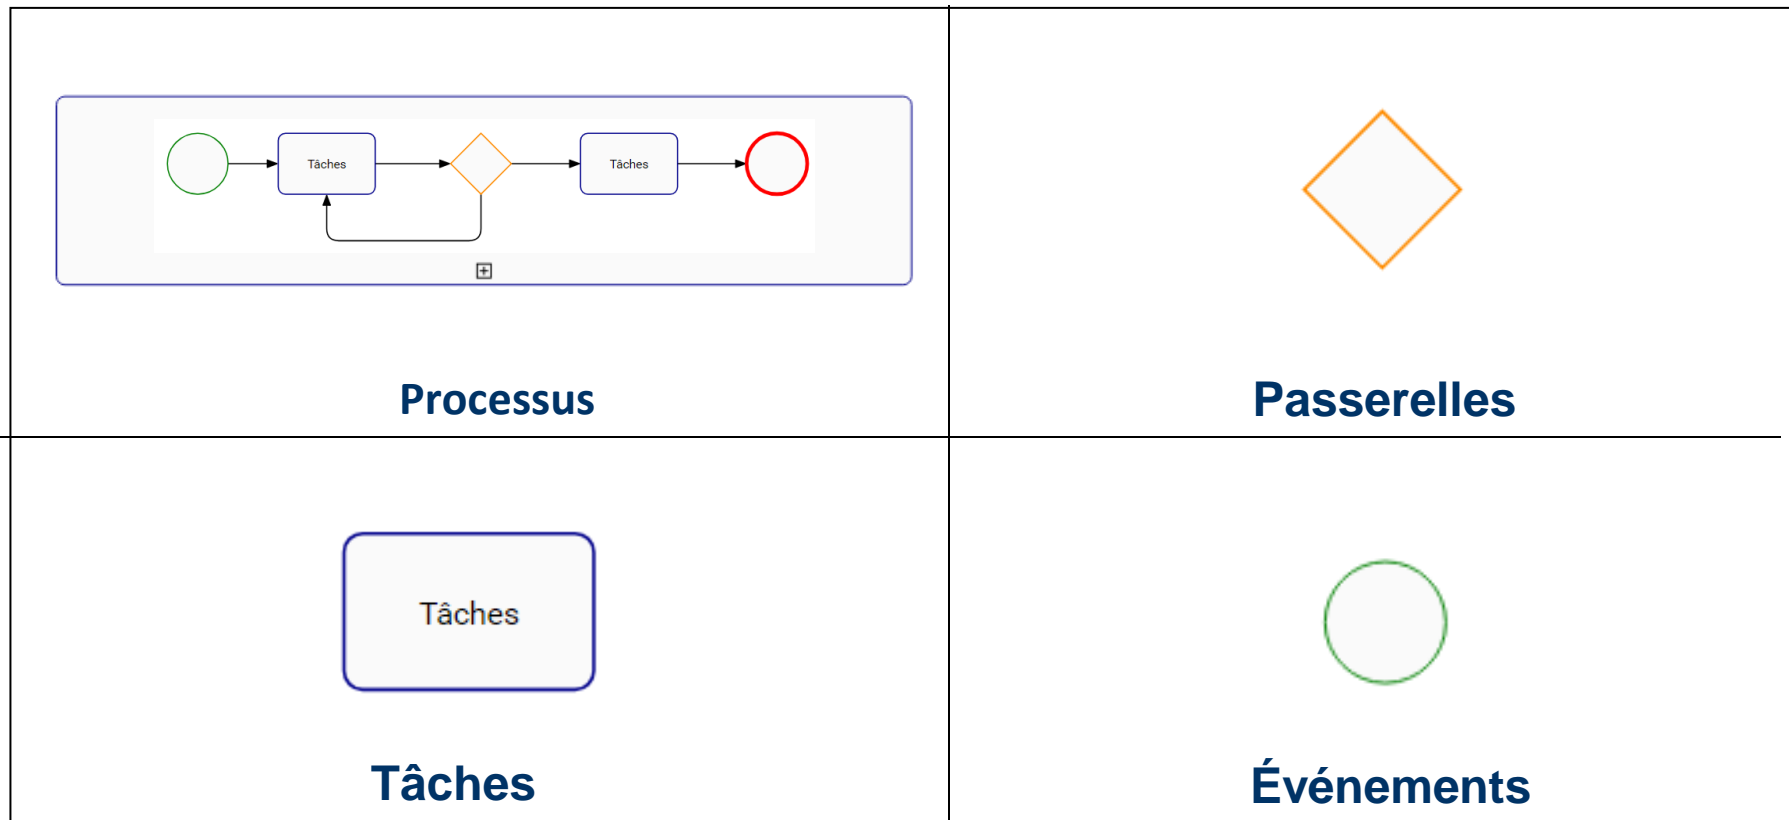 Tâches
Tâches
Processus
Passerelles
Tâches
Tâches
Événements